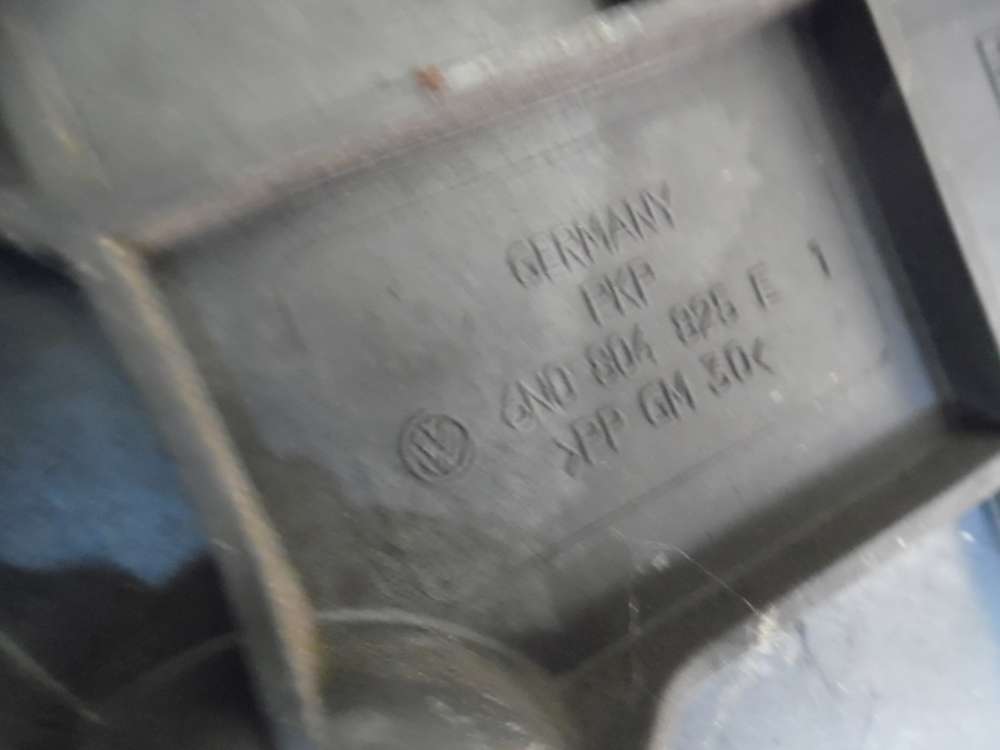 GERMANY
PKP
6N0 804 825 E 1
>PP GM 30<